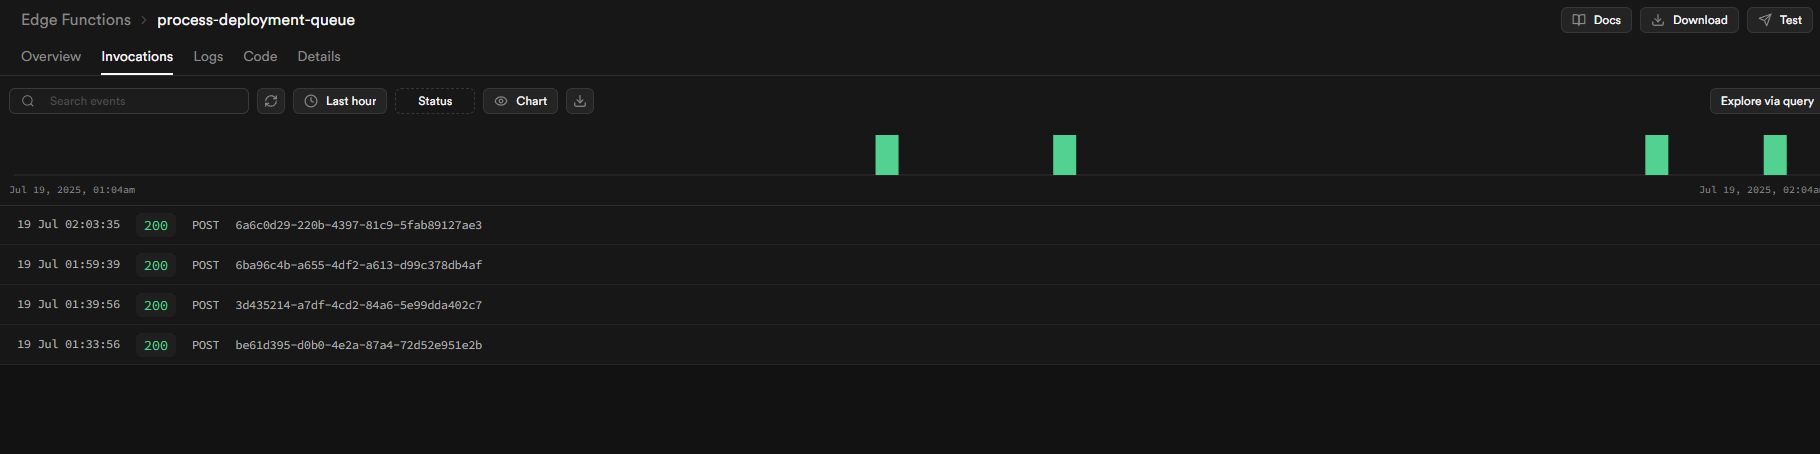 Edge Functions > process-deployment-queue
Docs
Download
Test
Overview Invocations Logs Code Details
Search events
Last hour
Status
Chart
Explore via query
Jul 19, 2025, 01:04am
Jul 19, 2025, 02:04a
19 Jul 02:03:35 200 POST 6a6c0d29-220b-4397-81c9-5fab89127ae3
19 Jul 01:59:39 200 POST 6ba96c4b-a655-4df2-a613-d99c378db4af
19 Jul 01:39:56 200 POST 3d435214-a7df-4cd2-84a6-5e99dda402c7
19 Jul 01:33:56 200 POST be61d395-d0b0-4e2a-87a4-72d52e951e2b